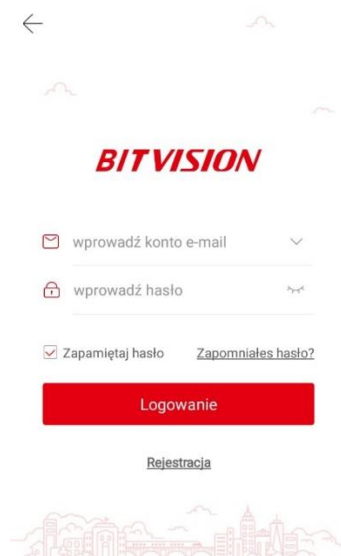 BITVISION
wprowadź konto e-mail
wprowadź hasło
Zapamiętaj hasło Zapomniałes hasło?
Logowanie
Rejestracja